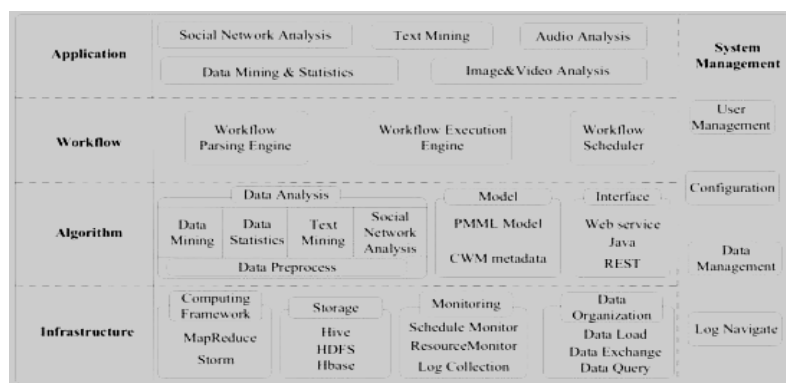 Application
Social Network Analysis
Text Mining
Audio Analysis
Data Mining & Statistics
Image&Video Analysis
Workflow
Workflow
Parsing Engine
Workflow Execution
Engine
Workflow
Scheduler
Algorithm
Data Analysis
Data
Mining
Data
Statistics
Text
Mining
Social
Network
Analysis
Data Preprocess
Model
PMML Model
CWM metadata
Interface
Web service
Java
REST
Infrastructure
Computing
Framework
MapReduce
Storm
Storage
Hive
HDFS
Hbase
Monitoring
Schedule Monitor
ResourceMonitor
Log Collection
Data
Organization
Data Load
Data Exchange
Data Query
System
Management
User
Management
Configuration
Data
Management
Log Navigate